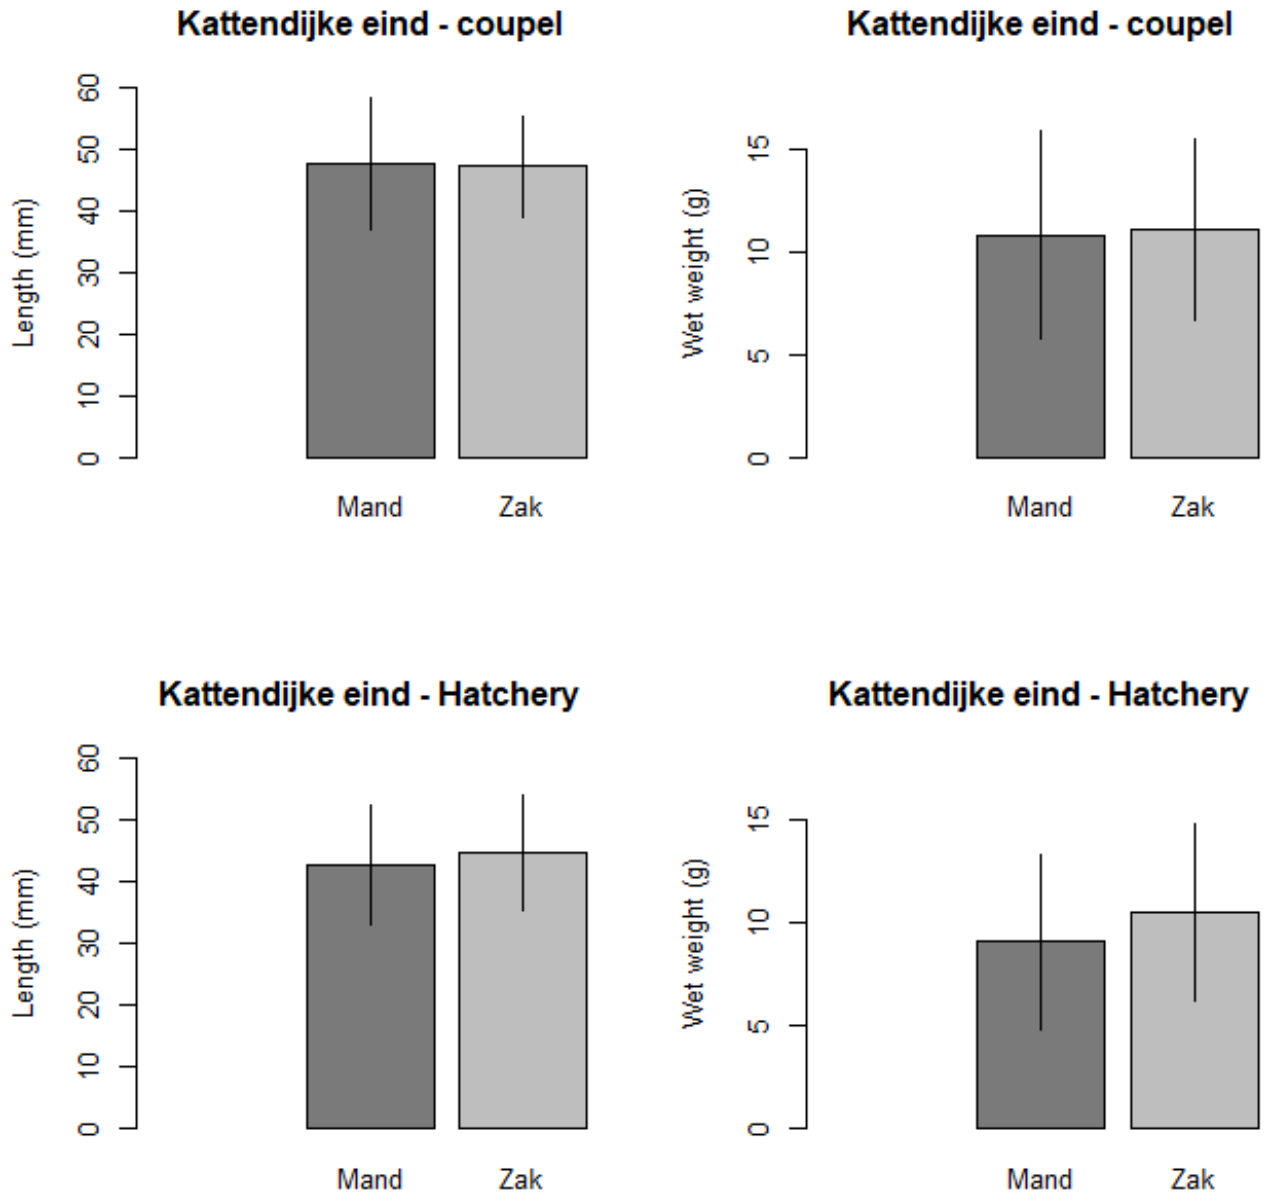 Kattendijke eind - coupel
Length (mm)
60
50
40
30
20
10
0
Mand Zak
Kattendijke eind - coupel
Wet weight (g)
15
10
5
0
Mand Zak
Kattendijke eind - Hatchery
Length (mm)
60
50
40
30
20
10
0
Mand Zak
Kattendijke eind - Hatchery
Wet weight (g)
15
10
5
0
Mand Zak